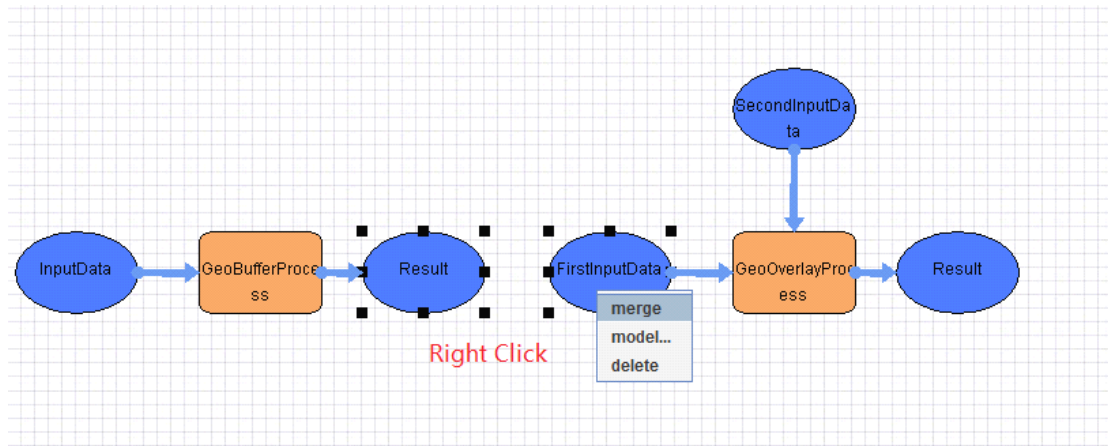 SecondInputDa
ta
InputData
GeoBufferProce
ss
Result
FirstInputData
GeoOverlayProc
ess
Result
merge
model...
delete
Right Click